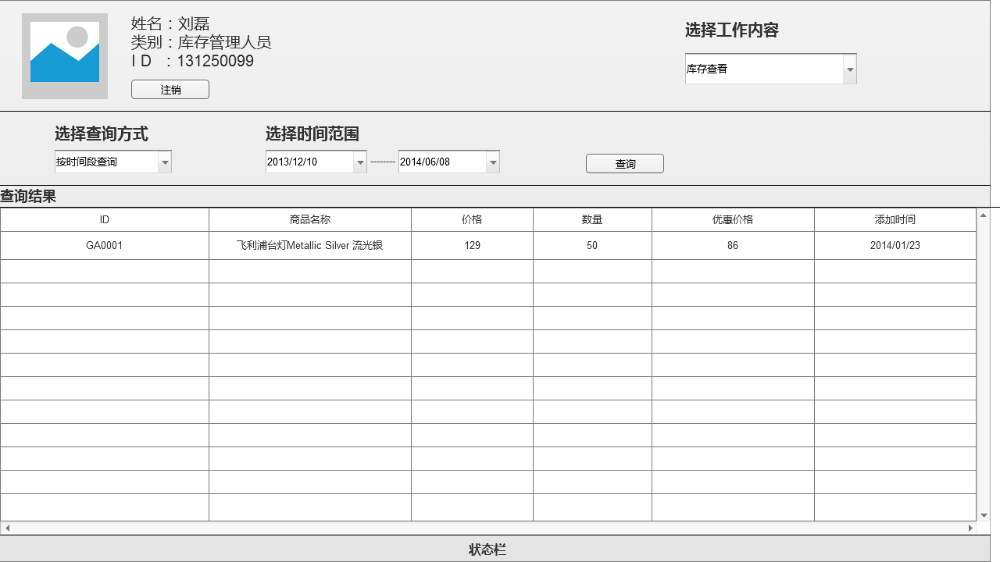 姓名：刘磊
类别：库存管理人员
I D ：131250099
注销
选择工作内容
库存查看
选择查询方式
选择时间范围
按时间段查询
2013/12/10 -------- 2014/06/08
查询
查询结果
ID 商品名称 价格 数量 优惠价格 添加时间
GA0001 飞利浦台灯Metallic Silver 流光银 129 50 86 2014/01/23
状态栏